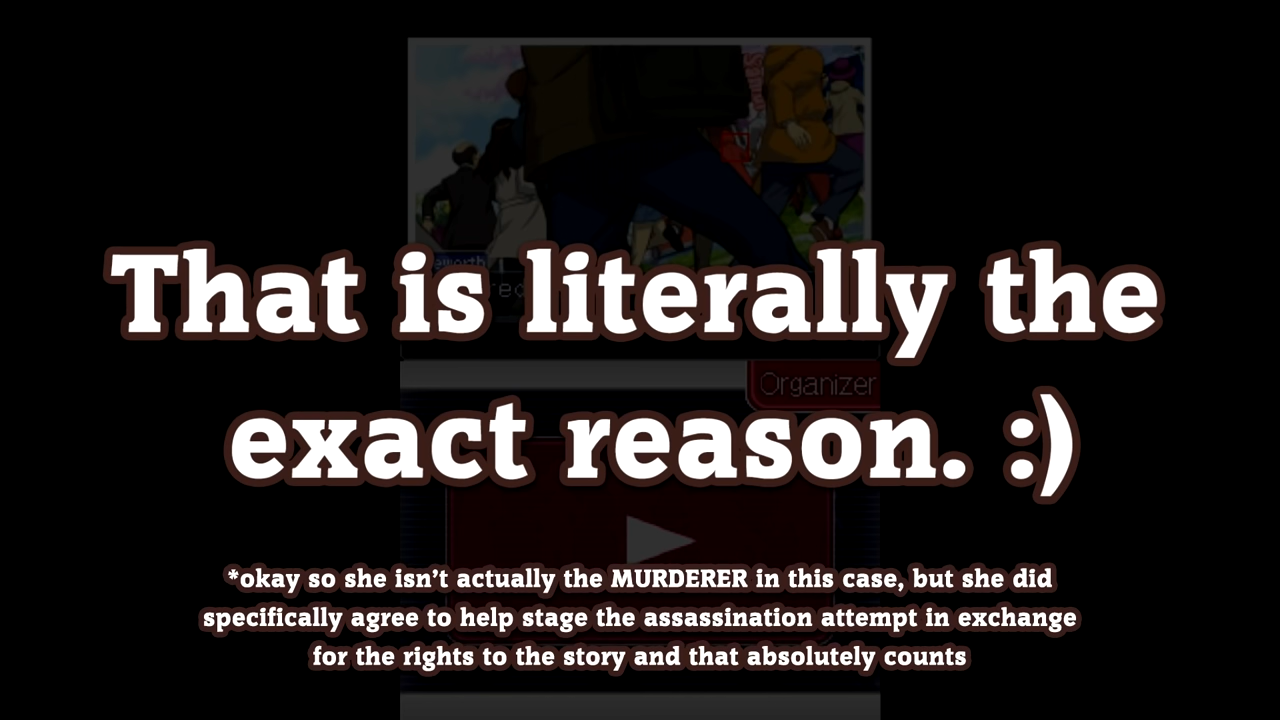 That is literally the
exact reason. :)
Organizer
*okay so she isn't actually the MURDERER in this case, but she did
specifically agree to help stage the assassination attempt in exchange
for the rights to the story and that absolutely counts